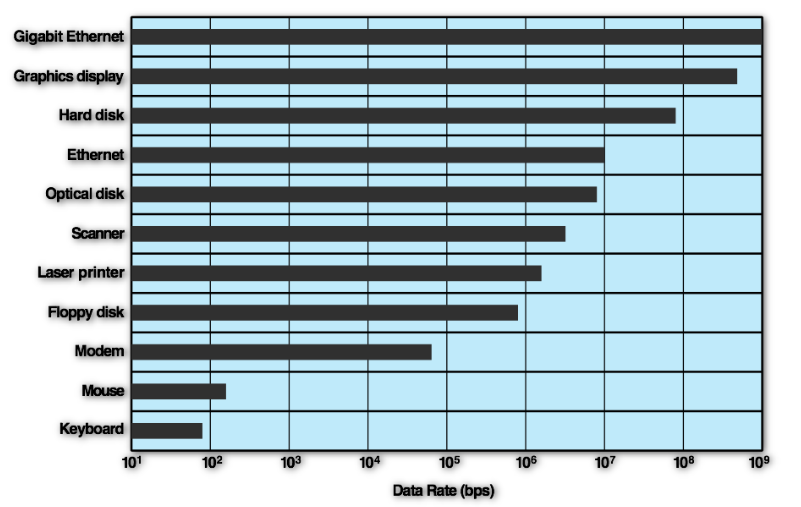 Gigabit Ethernet
Graphics display
Hard disk
Ethernet
Optical disk
Scanner
Laser printer
Floppy disk
Modem
Mouse
Keyboard
10¹ 10² 10³ 10⁴ 10⁵ 10⁶ 10⁷ 10⁸ 10⁹
Data Rate (bps)